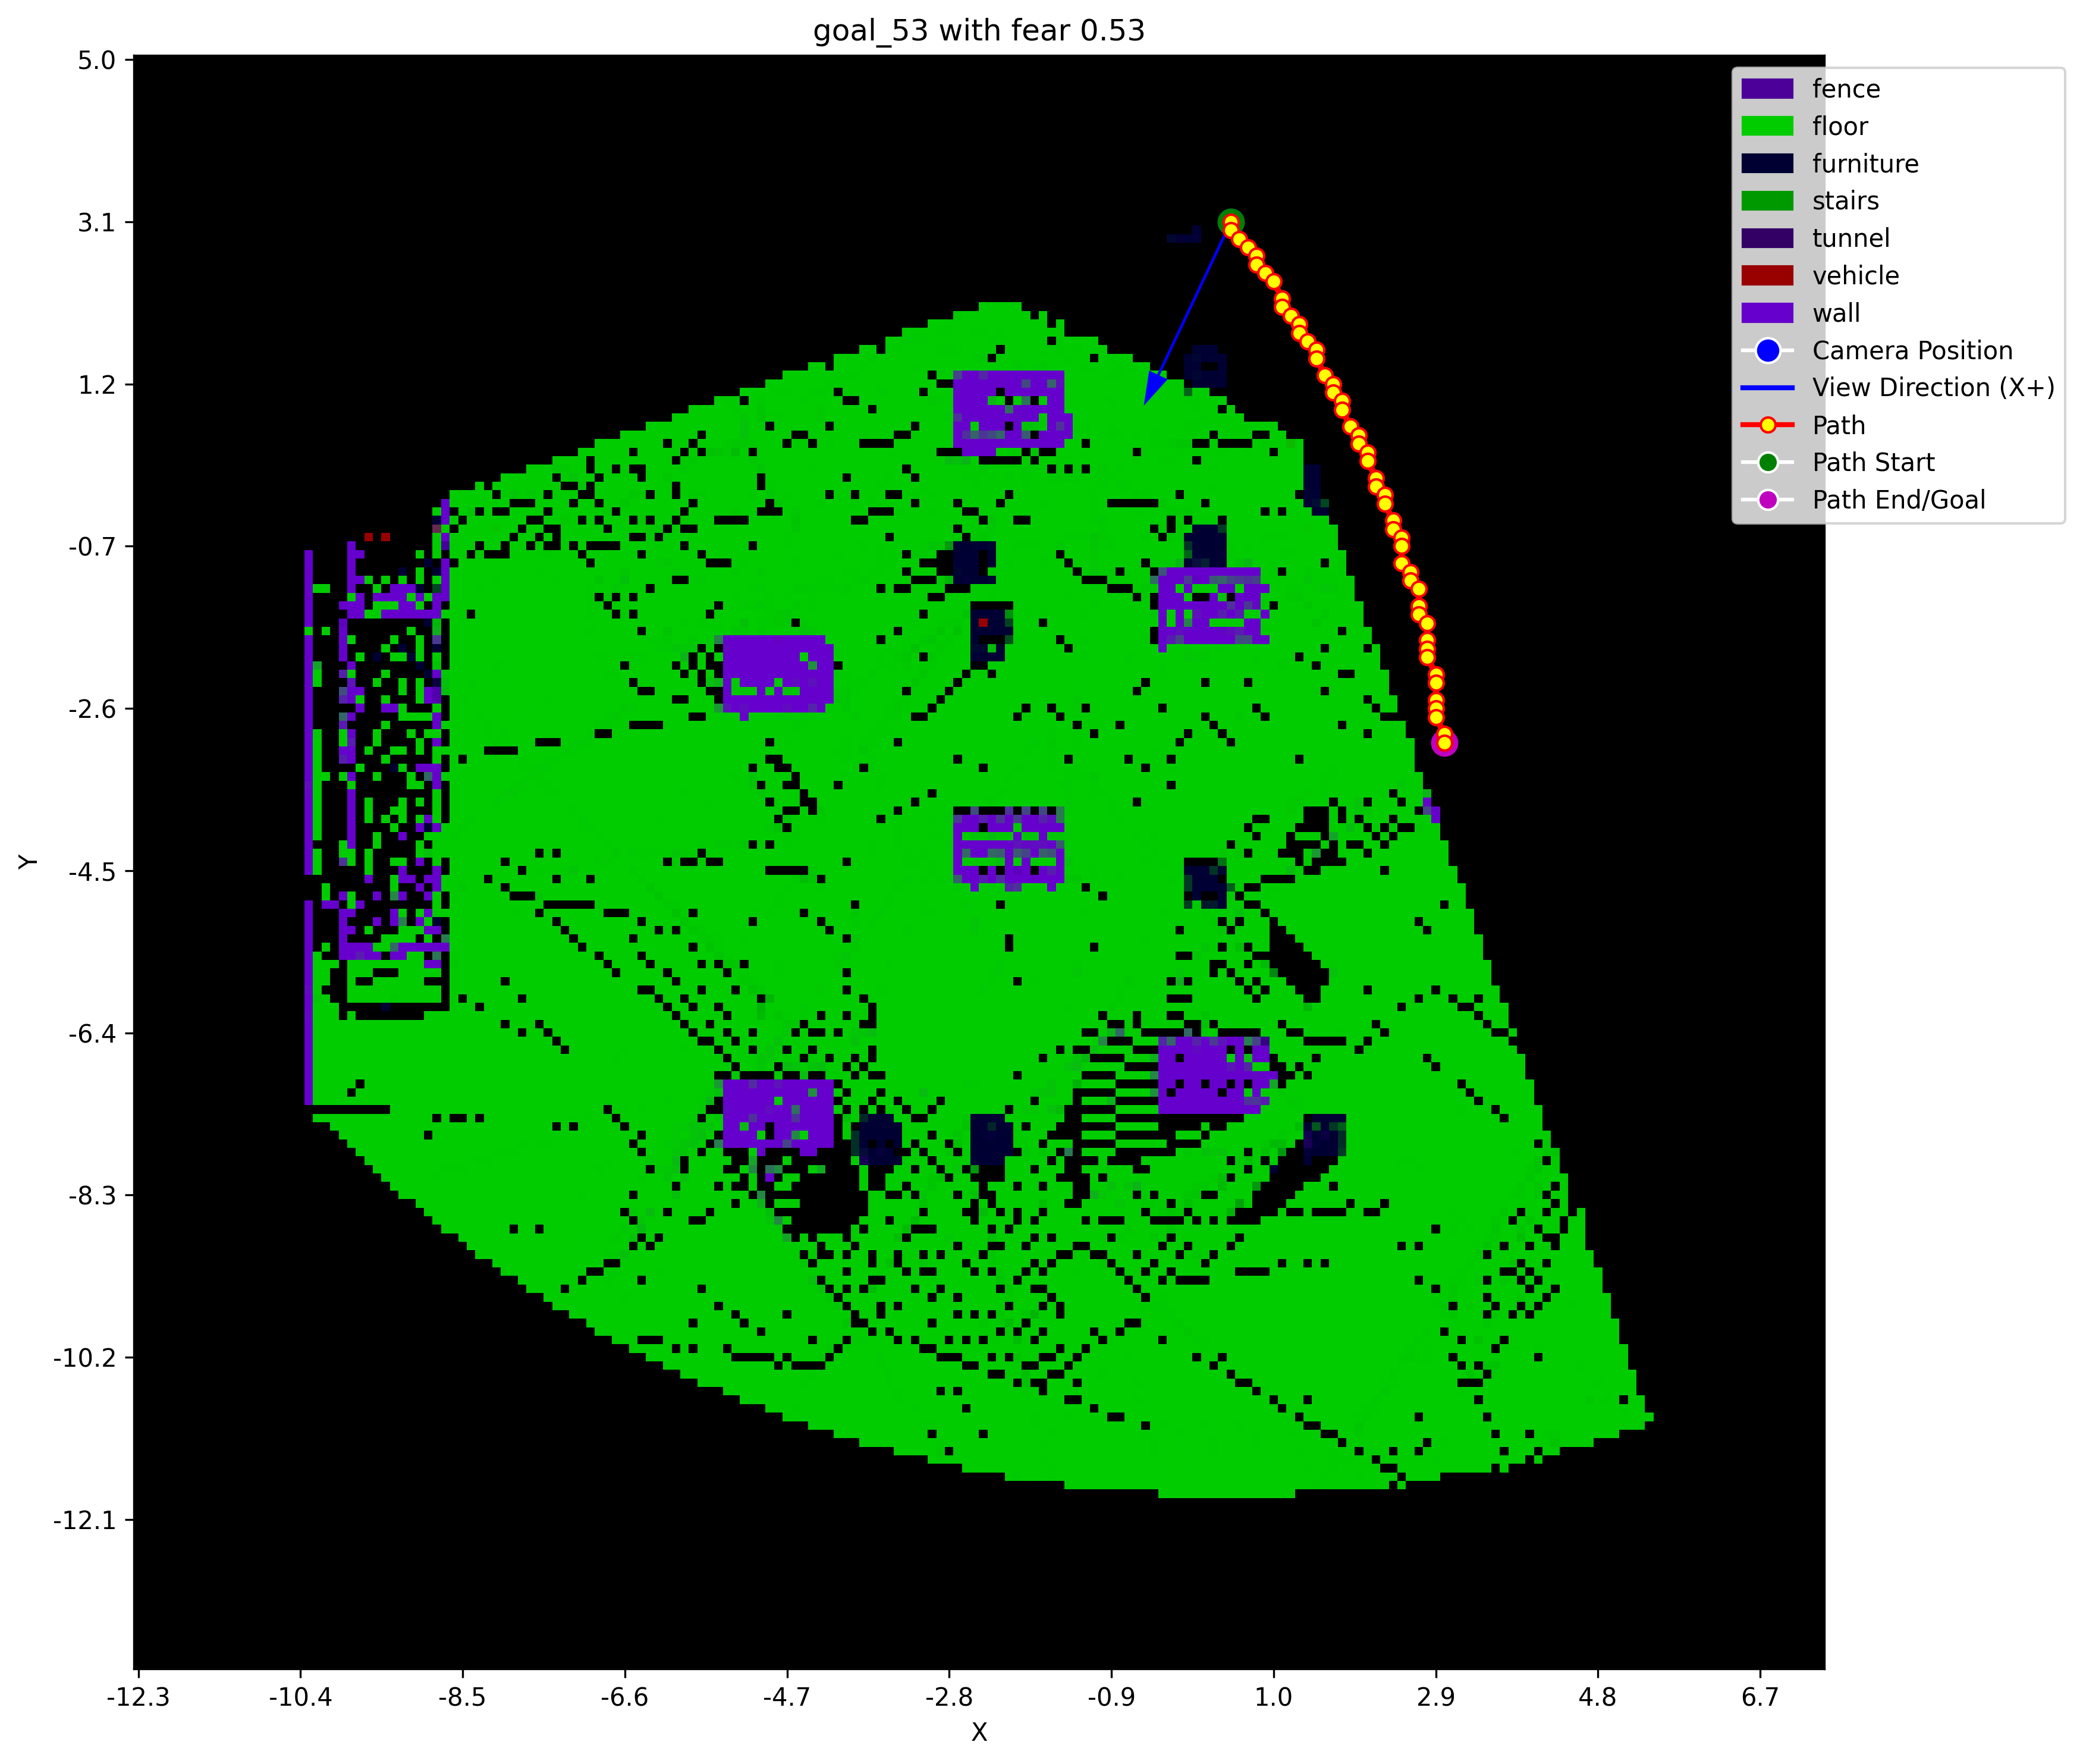 goal_53 with fear 0.53
fence
floor
furniture
stairs
tunnel
vehicle
wall
Camera Position
View Direction (X+)
Path
Path Start
Path End/Goal
5.0
3.1
1.2
-0.7
-2.6
-4.5
-6.4
-8.3
-10.2
-12.1
Y
-12.3 -10.4 -8.5 -6.6 -4.7 -2.8 -0.9 1.0 2.9 4.8 6.7
X